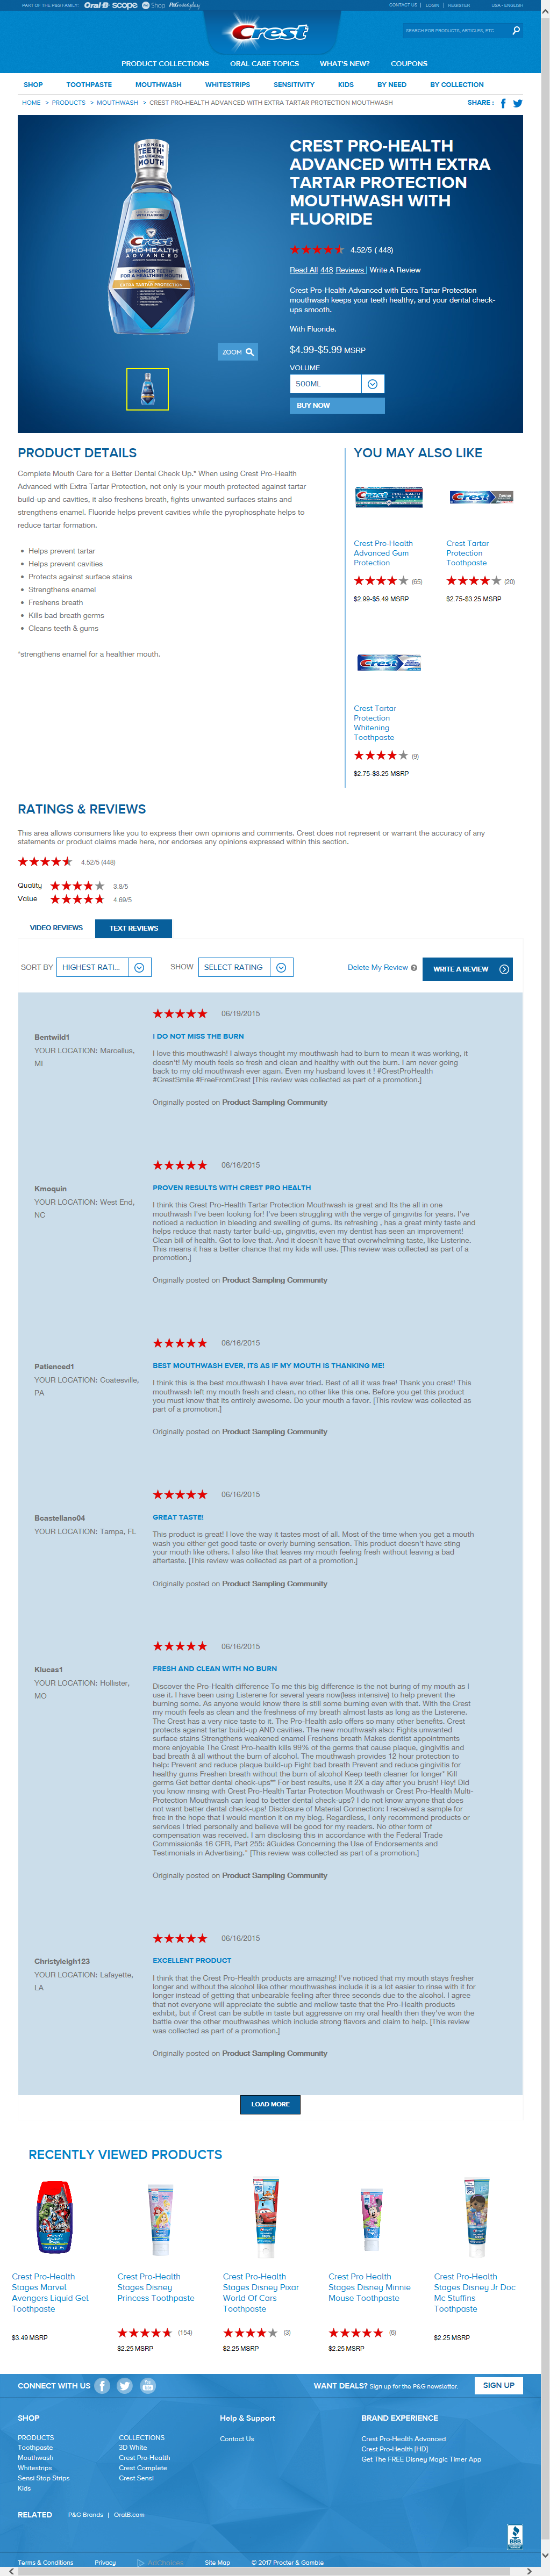 PART OF THE P&G FAMILY: Oral-B scope Shop P&G everyday
CONTACT US | LOGIN | REGISTER USA - ENGLISH
Crest
SEARCH FOR PRODUCTS, ARTICLES, ETC
PRODUCT COLLECTIONS ORAL CARE TOPICS WHAT'S NEW? COUPONS
SHOP TOOTHPASTE MOUTHWASH WHITESTRIPS SENSITIVITY KIDS BY NEED BY COLLECTION
HOME > PRODUCTS > MOUTHWASH > CREST PRO-HEALTH ADVANCED WITH EXTRA TARTAR PROTECTION MOUTHWASH
SHARE :
STRONGER
TEETH
MOUTH
Crest
PRO-HEALTH
ADVANCED
STRONGER TEETH
EXTRA TARTAR PROTECTION
ZOOM
CREST PRO-HEALTH
ADVANCED WITH EXTRA
TARTAR PROTECTION
MOUTHWASH WITH
FLUORIDE
4.52/5 ( 448)
Read All 448 Reviews | Write A Review
Crest Pro-Health Advanced with Extra Tartar Protection
mouthwash keeps your teeth healthy, and your dental check-
ups smooth.
With Fluoride.
$4.99-$5.99 MSRP
VOLUME
500ML
BUY NOW
PRODUCT DETAILS
Complete Mouth Care for a Better Dental Check Up.* When using Crest Pro-Health
Advanced with Extra Tartar Protection, not only is your mouth protected against tartar
build-up and cavities, it also freshens breath, fights unwanted surfaces stains and
strengthens enamel. Fluoride helps prevent cavities while the pyrophosphate helps to
reduce tartar formation.
Helps prevent tartar
Helps prevent cavities
Protects against surface stains
Strengthens enamel
Freshens breath
Kills bad breath germs
Cleans teeth & gums
*strengthens enamel for a healthier mouth.
YOU MAY ALSO LIKE
Crest Pro-Health
Advanced Gum
Protection
(65)
$2.99-$5.49 MSRP
Crest Tartar
Protection
Toothpaste
(20)
$2.75-$3.25 MSRP
Crest Tartar
Protection
Whitening
Toothpaste
(9)
$2.75-$3.25 MSRP
RATINGS & REVIEWS
This area allows consumers like you to express their own opinions and comments. Crest does not represent or warrant the accuracy of any
statements or product claims made here, nor endorses any opinions expressed within this section.
4.52/5 (448)
Quality 3.8/5
Value 4.69/5
VIDEO REVIEWS TEXT REVIEWS
SORT BY HIGHEST RATI... SHOW SELECT RATING Delete My Review WRITE A REVIEW
06/19/2015
Bentwild1
YOUR LOCATION: Marcellus,
MI
I DO NOT MISS THE BURN
I love this mouthwash! I always thought my mouthwash had to burn to mean it was working, it
doesn't! My mouth feels so fresh and clean and healthy with out the burn. I am never going
back to my old mouthwash ever again. Even my husband loves it ! #CrestProHealth
#CrestSmile #FreeFromCrest [This review was collected as part of a promotion.]
Originally posted on Product Sampling Community
06/16/2015
Kmoquin
YOUR LOCATION: West End,
NC
PROVEN RESULTS WITH CREST PRO HEALTH
I think this Crest Pro-Health Tartar Protection Mouthwash is great and Its the all in one
mouthwash I've been looking for! I've been struggling with the verge of gingivitis for years. I've
noticed a reduction in bleeding and swelling of gums. Its refreshing , has a great minty taste and
helps reduce that nasty tarter build-up, gingivitis, even my dentist has seen an improvement!
Clean bill of health. Got to love that. And it doesn't have that overwhelming taste, like Listerine.
This means it has a better chance that my kids will use. [This review was collected as part of a
promotion.]
Originally posted on Product Sampling Community
06/16/2015
Patienced1
YOUR LOCATION: Coatesville,
PA
BEST MOUTHWASH EVER, ITS AS IF MY MOUTH IS THANKING ME!
I think this is the best mouthwash I have ever tried. Best of all it was free! Thank you crest! This
mouthwash left my mouth fresh and clean, no other like this one. Before you get this product
you must know that its entirely awesome. Do your mouth a favor. [This review was collected as
part of a promotion.]
Originally posted on Product Sampling Community
06/16/2015
Bcastellano04
YOUR LOCATION: Tampa, FL
GREAT TASTE!
This product is great! I love the way it tastes most of all. Most of the time when you get a mouth
wash you either get good taste or overly burning sensation. This product doesn't have sting
your mouth like others. I also like that leaves my mouth feeling fresh without leaving a bad
aftertaste. [This review was collected as part of a promotion.]
Originally posted on Product Sampling Community
06/16/2015
Klucas1
YOUR LOCATION: Hollister,
MO
FRESH AND CLEAN WITH NO BURN
Discover the Pro-Health difference To me this big difference is the not buring of my mouth as I
use it. I have been using Listerene for several years now(less intensive) to help prevent the
burning some. As anyone would know there is still some burning even with that. With the Crest
my mouth feels as clean and the freshness of my breath almost lasts as long as the Listerene.
The Crest has a very nice taste to it. The Pro-Health aslo offers so many other benefits. Crest
protects against tartar build-up AND cavities. The new mouthwash also: Fights unwanted
surface stains Strengthens weakened enamel Freshens breath Makes dentist appointments
more enjoyable The Crest Pro-health kills 99% of the germs that cause plaque, gingivitis and
bad breath â all without the burn of alcohol. The mouthwash provides 12 hour protection to
help: Prevent and reduce plaque build-up Fight bad breath Prevent and reduce gingivitis for
healthy gums Freshen breath without the burn of alcohol Keep teeth cleaner for longer* Kill
germs Get better dental check-ups** For best results, use it 2X a day after you brush! Hey! Did
you know rinsing with Crest Pro-Health Tartar Protection Mouthwash or Crest Pro-Health Multi-
Protection Mouthwash can lead to better dental check-ups? I do not know anyone that does
not want better dental check-ups! Disclosure of Material Connection: I received a sample for
free in the hope that I would mention it on my blog. Regardless, I only recommend products or
services I tried personally and believe will be good for my readers. No other form of
compensation was received. I am disclosing this in accordance with the Federal Trade
Commissionâs 16 CFR, Part 255: âGuides Concerning the Use of Endorsements and
Testimonials in Advertising." [This review was collected as part of a promotion.]
Originally posted on Product Sampling Community
06/16/2015
Christyleigh123
YOUR LOCATION: Lafayette,
LA
EXCELLENT PRODUCT
I think that the Crest Pro-Health products are amazing! I've noticed that my mouth stays fresher
longer and without the alcohol like other mouthwashes include it is a lot easier to rinse with it for
longer instead of getting that unbearable feeling after three seconds due to the alcohol. I agree
that not everyone will appreciate the subtle and mellow taste that the Pro-Health products
exhibit, but if Crest can be subtle in taste but aggressive on my oral health then they've won the
battle over the other mouthwashes which include strong flavors and claim to help. [This review
was collected as part of a promotion.]
Originally posted on Product Sampling Community
LOAD MORE
RECENTLY VIEWED PRODUCTS
Crest Pro-Health
Stages Marvel
Avengers Liquid Gel
Toothpaste
$3.49 MSRP
Crest Pro-Health
Stages Disney
Princess Toothpaste
(154)
$2.25 MSRP
Crest Pro-Health
Stages Disney Pixar
World Of Cars
Toothpaste
(3)
$2.25 MSRP
Crest Pro Health
Stages Disney Minnie
Mouse Toothpaste
(6)
$2.25 MSRP
Crest Pro-Health
Stages Disney Jr Doc
Mc Stuffins
Toothpaste
$2.25 MSRP
CONNECT WITH US
WANT DEALS? Sign up for the P&G newsletter. SIGN UP
SHOP
PRODUCTS
Toothpaste
Mouthwash
Whitestrips
Sensi Stop Strips
Kids
COLLECTIONS
3D White
Crest Pro-Health
Crest Complete
Crest Sensi
Help & Support
Contact Us
BRAND EXPERIENCE
Crest Pro-Health Advanced
Crest Pro-Health [HD]
Get The FREE Disney Magic Timer App
RELATED P&G Brands | OralB.com
BBB
Terms & Conditions Privacy AdChoices Site Map © 2017 Procter & Gamble